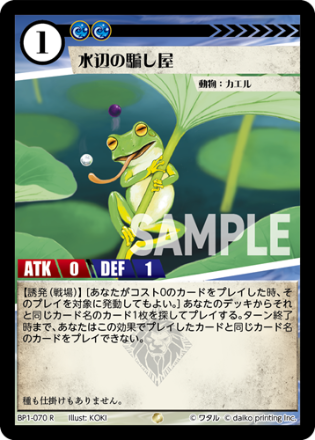 1
水辺の騙し屋
動物：カエル
SAMPLE
ATK 0 DEF 1
【誘発（戦場）】［あなたがコスト0のカードをプレイした時、そ
のプレイを対象に発動してもよい。］あなたのデッキからそれ
と同じカード名のカード1枚を探してプレイする。ターン終了
時まで、あなたはこの効果でプレイしたカードと同じカード名
のカードをプレイできない。
種も仕掛けもありません。
BP1-070 R Illust: KOKI © ワタル © daiko printing Inc.